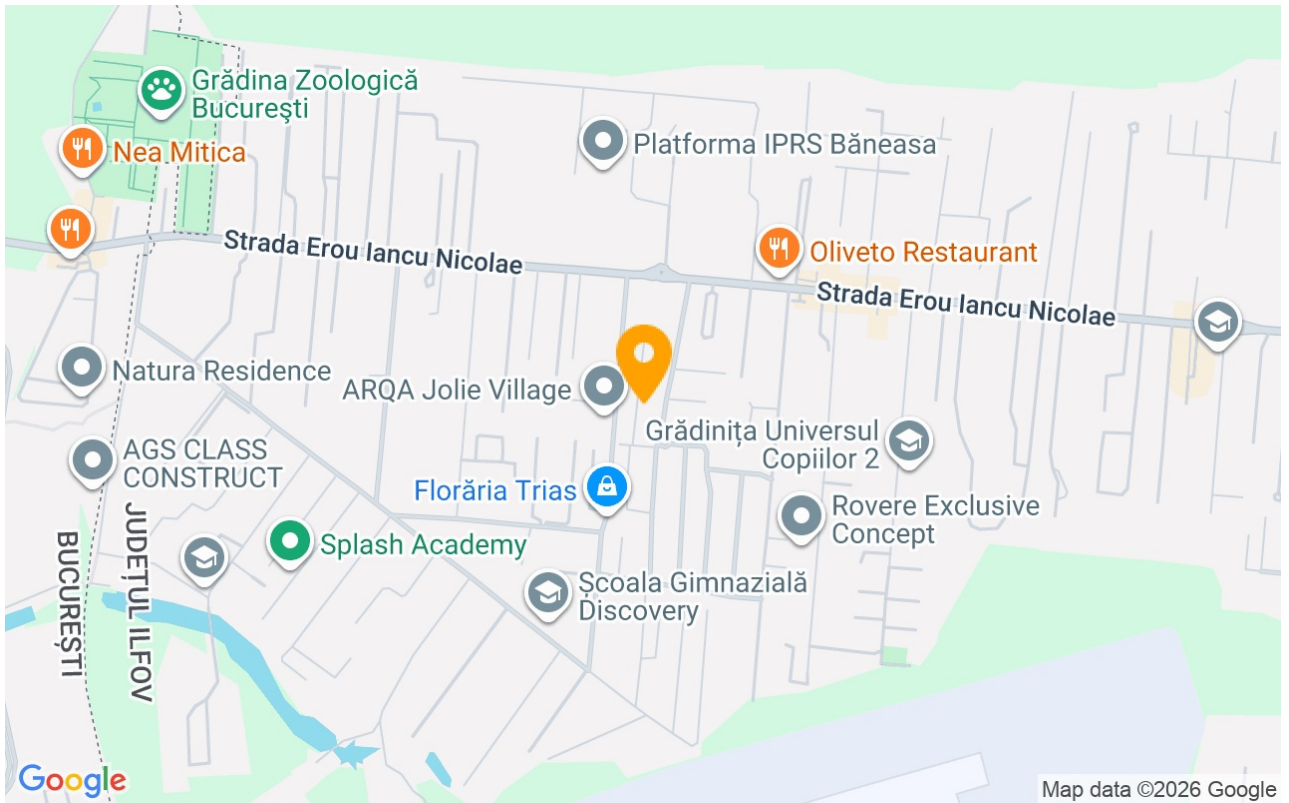 Grădina Zoologică
Bucureşti
Nea Mitica
Platforma IPRS Băneasa
Strada Erou Iancu Nicolae
Oliveto Restaurant
Strada Erou Iancu Nicolae
Natura Residence
ARQA Jolie Village
Grădinița Universul
Copiilor 2
AGS CLASS
CONSTRUCT
Florăria Trias
Rovere Exclusive
Concept
Splash Academy
JUDEȚUL ILFOV
BUCUREȘTI
Școala Gimnazială
Discovery
Google
Map data ©2026 Google